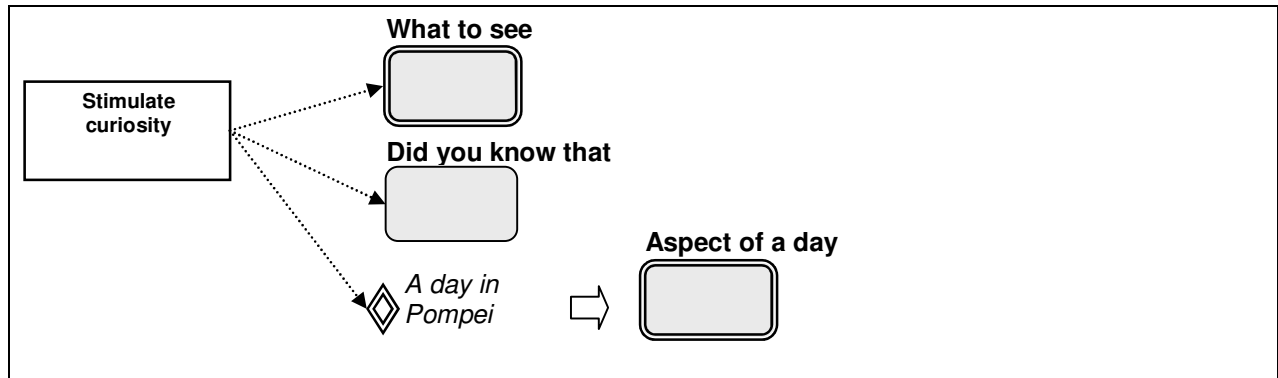 What to see
Stimulate
curiosity
Did you know that
Aspect of a day
A day in
Pompei